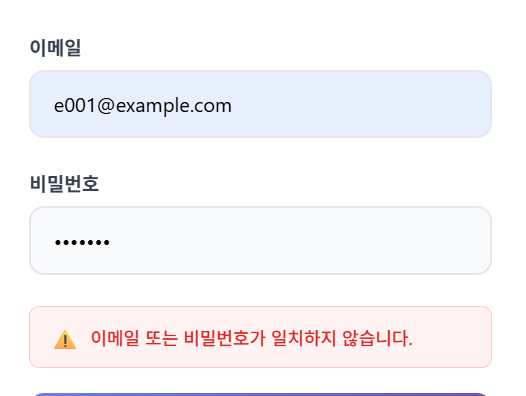 이메일
e001@example.com
비밀번호
•••••••
이메일 또는 비밀번호가 일치하지 않습니다.